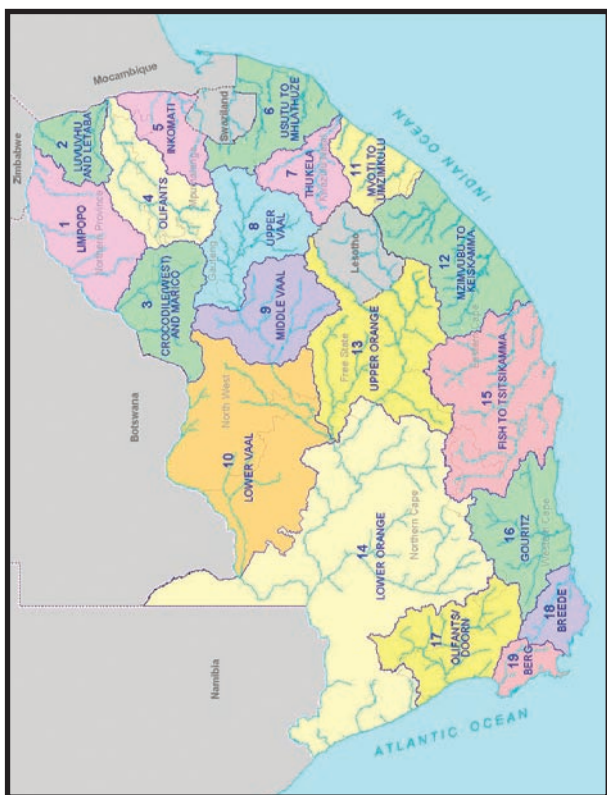 Zimbabwe
Mocambique
Botswana
Namibia
Swaziland
Lesotho
1
LIMPOPO
Northern Province
2
LUVUVHU
AND LETABA
3
CROCODILE(WEST)
AND MARICO
4
OLIFANTS
5
INKOMATI
Mpumalanga
6
USUTU TO
MHLATHUZE
7
THUKELA
8
UPPER
VAAL
Gauteng
9
MIDDLE VAAL
10
LOWER VAAL
North West
11
MVOTI TO
UMZIMKULU
12
MZIMVUBU TO
KEISKAMMA
13
UPPER ORANGE
Free State
14
LOWER ORANGE
Northern Cape
15
FISH TO TSITSIKAMMA
Eastern Cape
16
GOURITZ
Western Cape
17
OLIFANTS/
DOORN
18
BREEDE
19
BERG
INDIAN OCEAN
ATLANTIC OCEAN